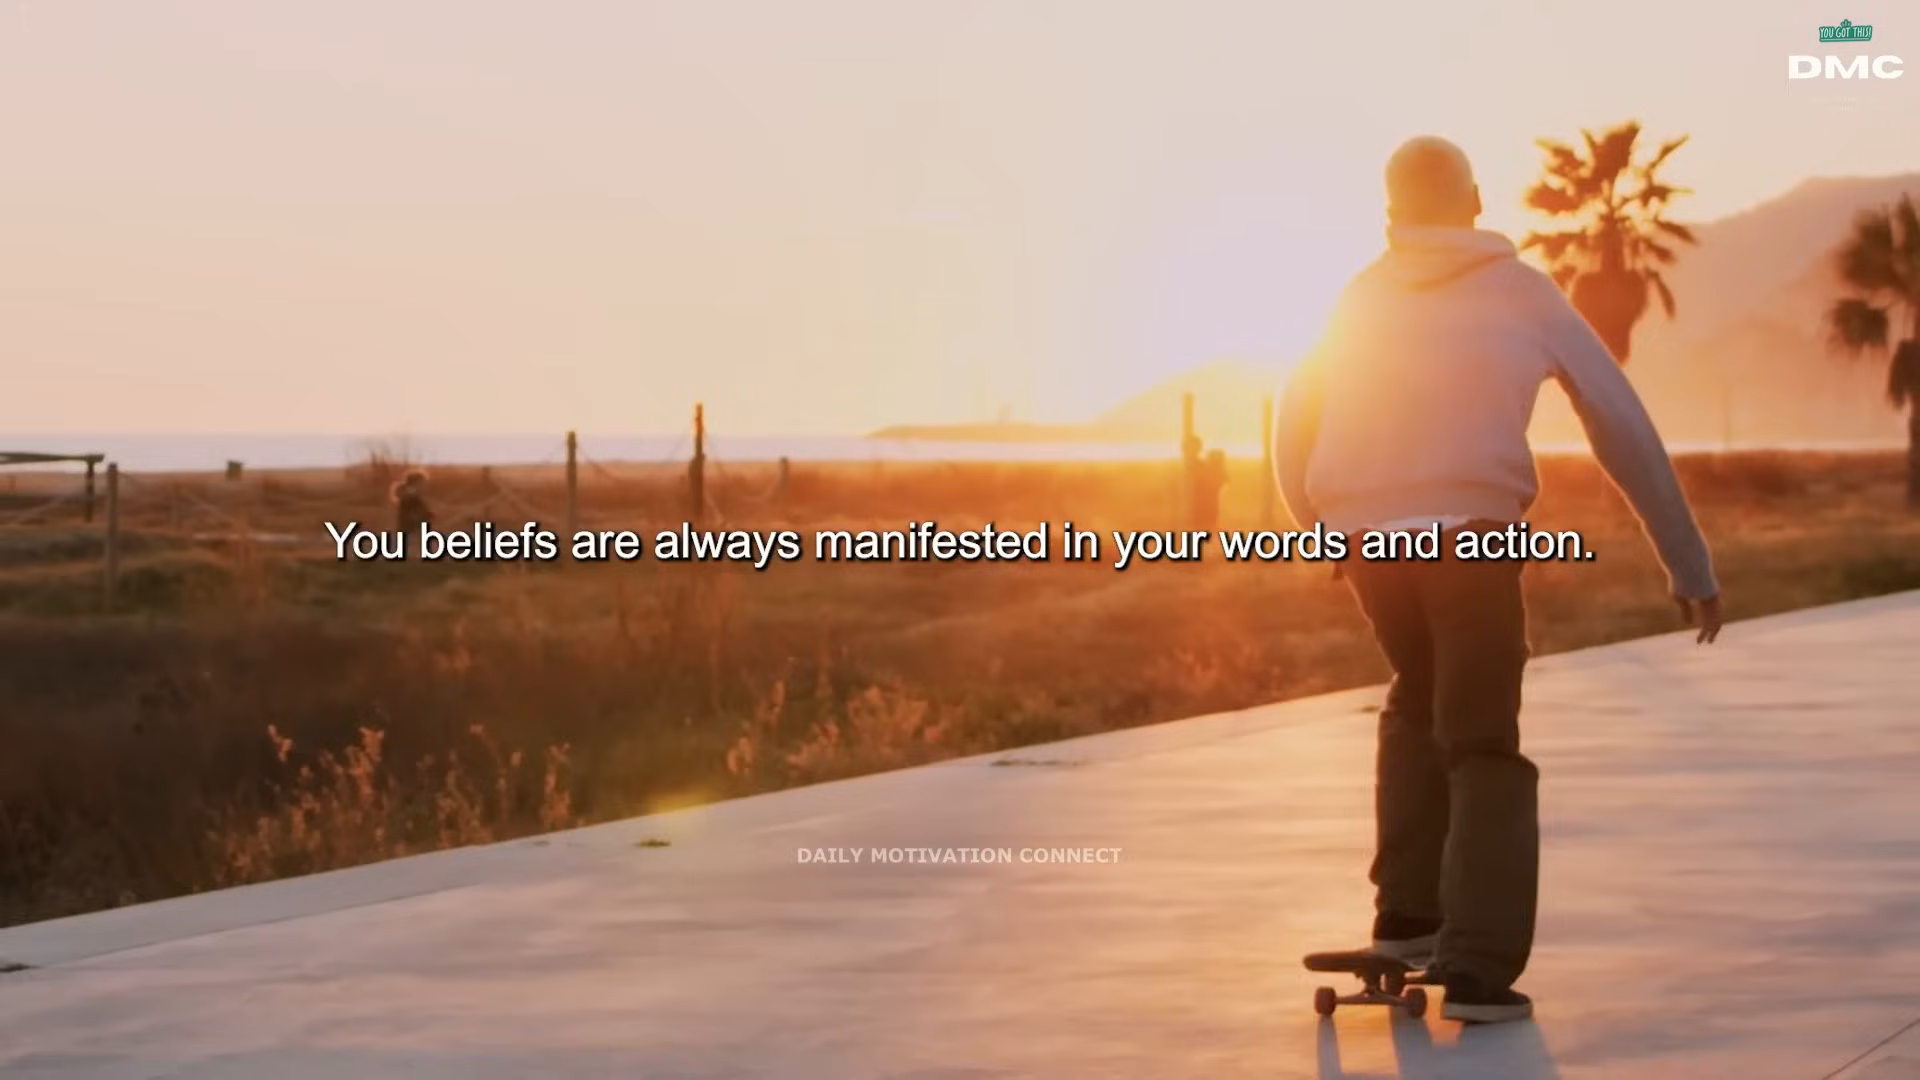 YOU GOT THIS!
DMC
You beliefs are always manifested in your words and action.
DAILY MOTIVATION CONNECT